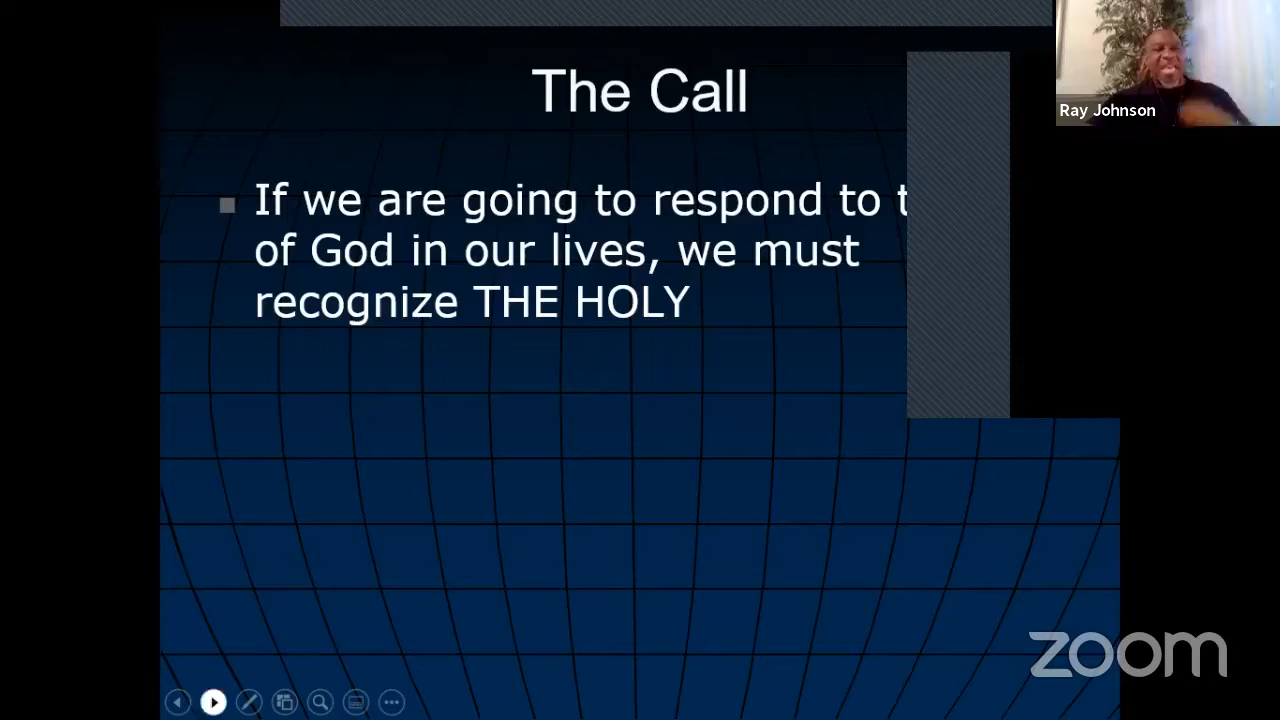 The Call
Ray Johnson
If we are going to respond to t
of God in our lives, we must
recognize THE HOLY
zoom